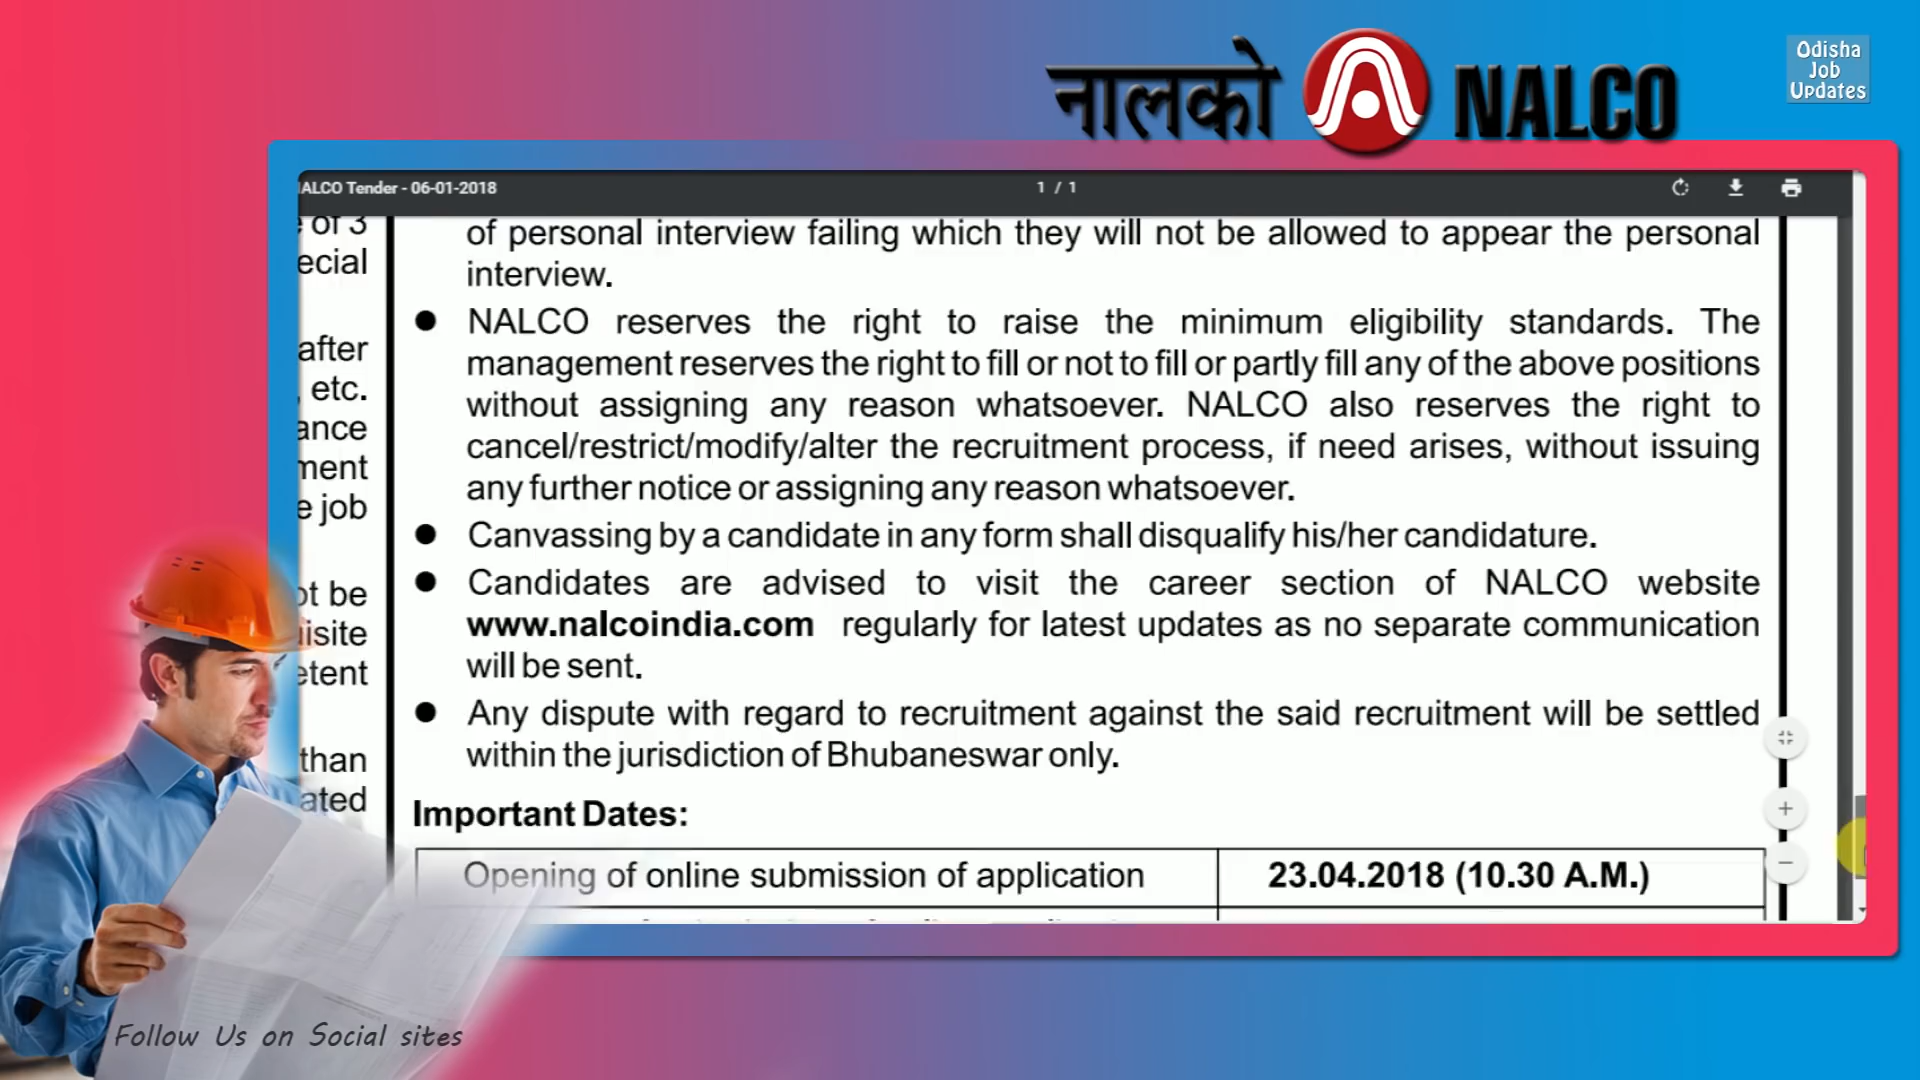 नालको NALCO
Odisha
Job
Updates
ALCO Tender - 06-01-2018
1 / 1
of 3
ecial
after
, etc.
ance
ment
e job
ot be
isite
etent
than
ated
of personal interview failing which they will not be allowed to appear the personal
interview.
● NALCO reserves the right to raise the minimum eligibility standards. The
management reserves the right to fill or not to fill or partly fill any of the above positions
without assigning any reason whatsoever. NALCO also reserves the right to
cancel/restrict/modify/alter the recruitment process, if need arises, without issuing
any further notice or assigning any reason whatsoever.
● Canvassing by a candidate in any form shall disqualify his/her candidature.
● Candidates are advised to visit the career section of NALCO website
www.nalcoindia.com regularly for latest updates as no separate communication
will be sent.
● Any dispute with regard to recruitment against the said recruitment will be settled
within the jurisdiction of Bhubaneswar only.
Important Dates:
Opening of online submission of application 23.04.2018 (10.30 A.M.)
Follow Us on Social sites